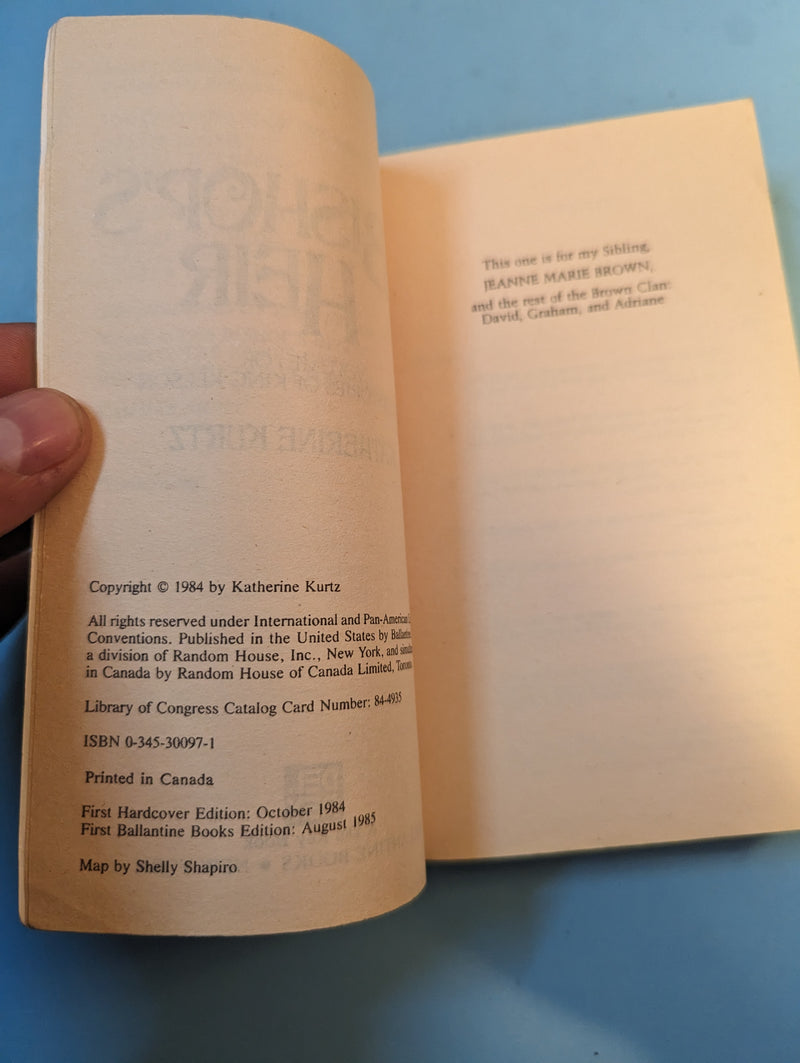 Copyright © 1984 by Katherine Kurtz
All rights reserved under International and Pan-American
Conventions. Published in the United States by Ballantine
a division of Random House, Inc., New York, and simul
in Canada by Random House of Canada Limited, Toronto
Library of Congress Catalog Card Number: 84-4935
ISBN 0-345-30097-1
Printed in Canada
First Hardcover Edition: October 1984
First Ballantine Books Edition: August 1985
Map by Shelly Shapiro
This one is for my Sibling,
JEANNE MARIE BROWN,
and the rest of the Brown Clan:
David, Graham, and Adriane